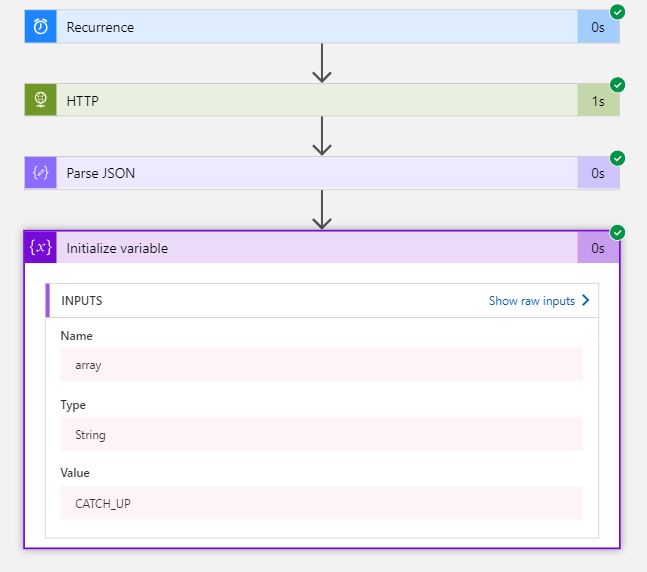 Recurrence 0s
HTTP 1s
Parse JSON 0s
{x} Initialize variable 0s
INPUTS Show raw inputs
Name
array
Type
String
Value
CATCH_UP